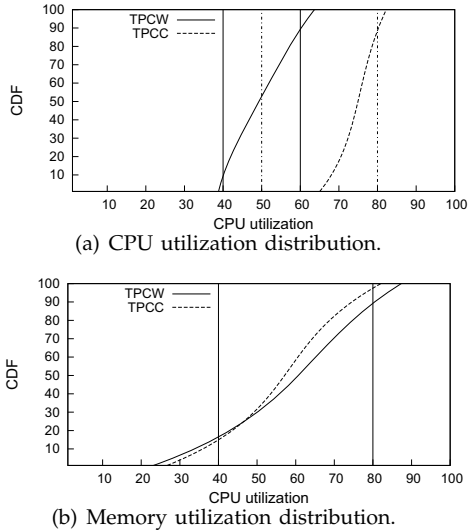 100
90
80
70
60
50
40
30
20
10
CDF
TPCW
TPCC
10 20 30 40 50 60 70 80 90 100
CPU utilization
(a) CPU utilization distribution.
100
90
80
70
60
50
40
30
20
10
CDF
TPCW
TPCC
10 20 30 40 50 60 70 80 90 100
CPU utilization
(b) Memory utilization distribution.